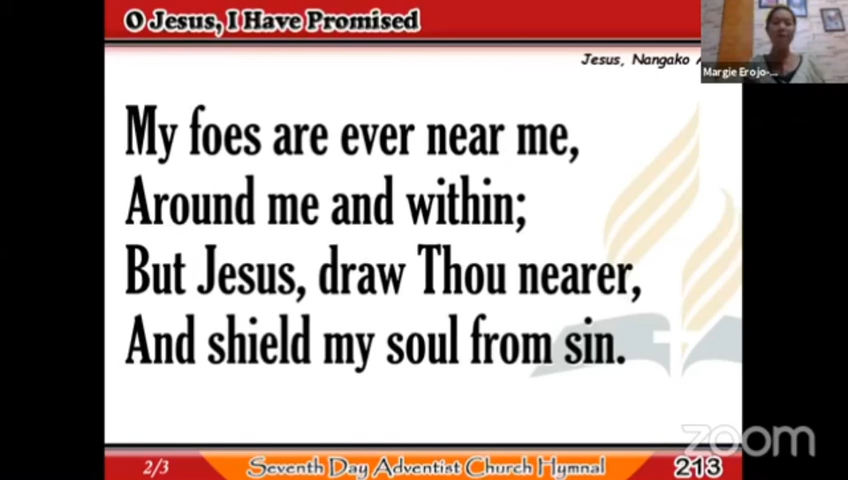 O Jesus, I Have Promised
Jesus, Nangako
Margie Erojo-...
My foes are ever near me,
Around me and within;
But Jesus, draw Thou nearer,
And shield my soul from sin.
zoom
2/3
Seventh Day Adventist Church Hymnal
213